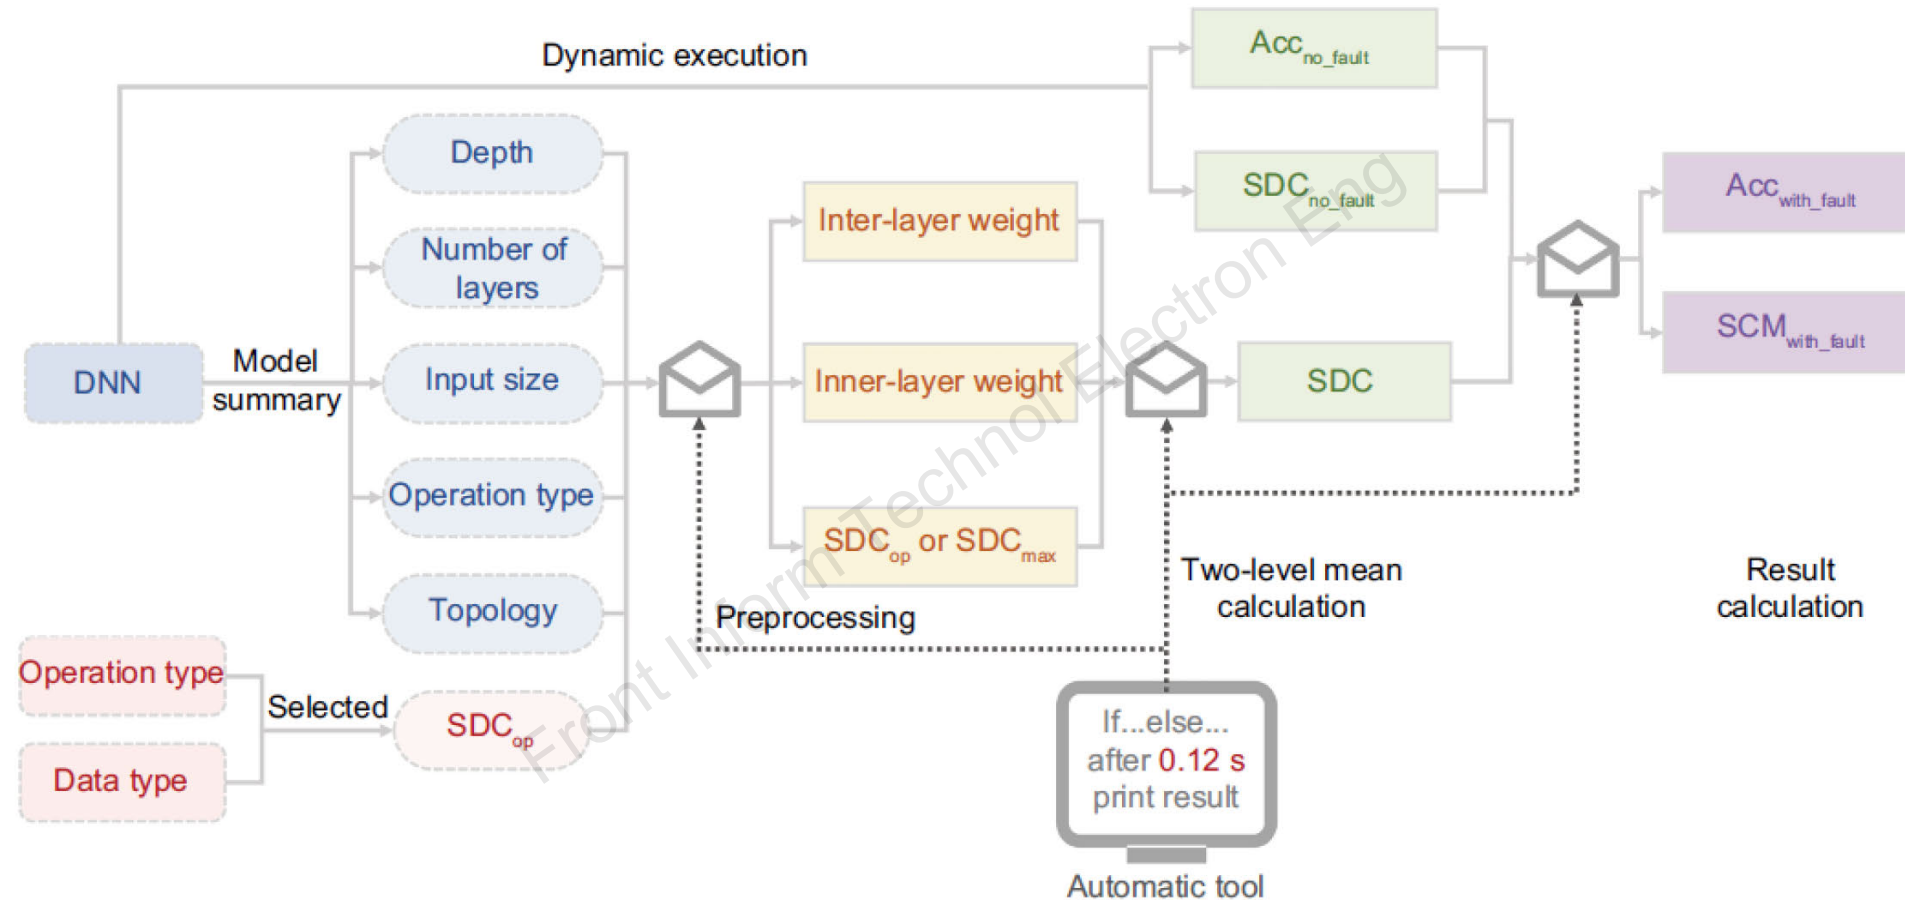 Dynamic execution
Acc_no_fault
SDC_no_fault
Depth
Number of
layers
Input size
Operation type
Topology
DNN
Model
summary
Operation type
Data type
Selected
SDC_op
Inter-layer weight
Inner-layer weight
SDC_op or SDC_max
Preprocessing
SDC
Two-level mean
calculation
Acc_with_fault
SCM_with_fault
Result
calculation
If...else...
after 0.12 s
print result
Automatic tool
Front Inform Technol Electron Eng